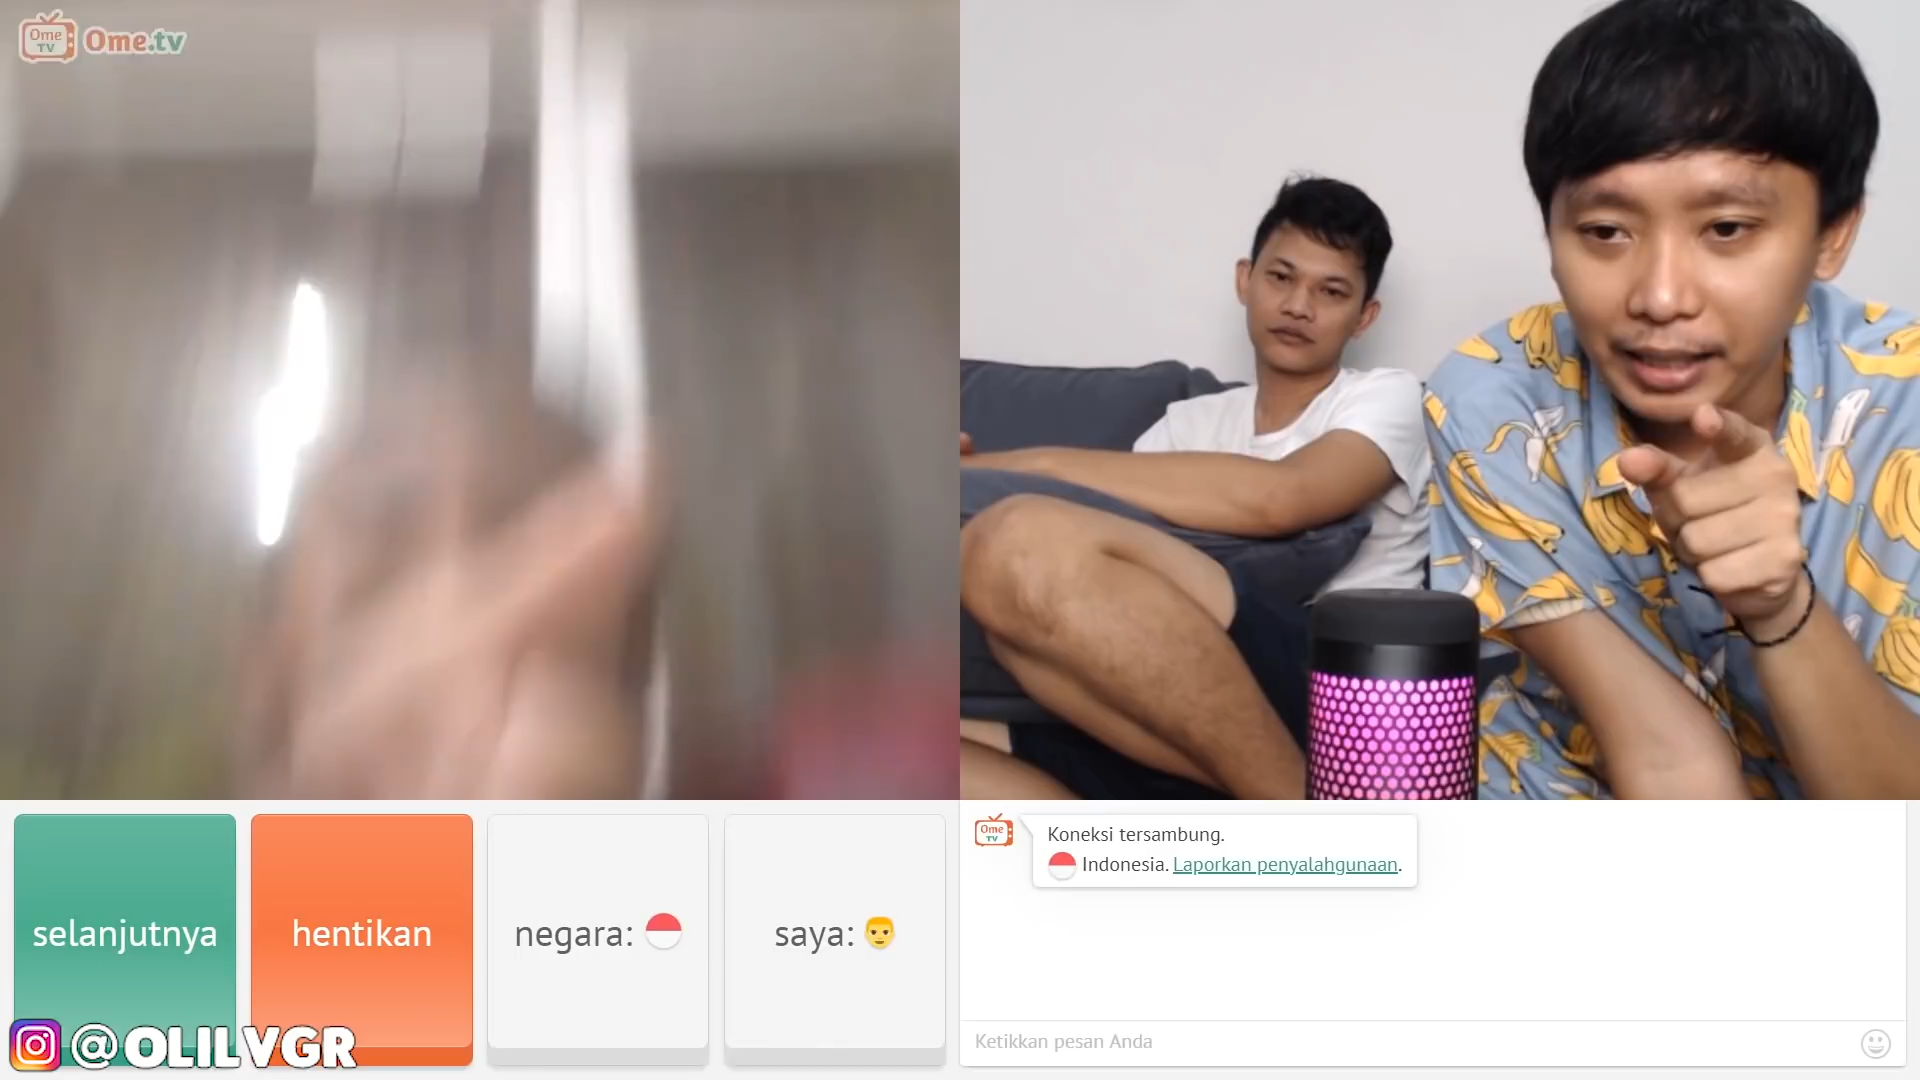 Ome
TV
Ome.tv
selanjutnya
hentikan
negara:
saya:
Ome
TV
Koneksi tersambung.
Indonesia. Laporkan penyalahgunaan.
Ketikkan pesan Anda
@OLILVGR